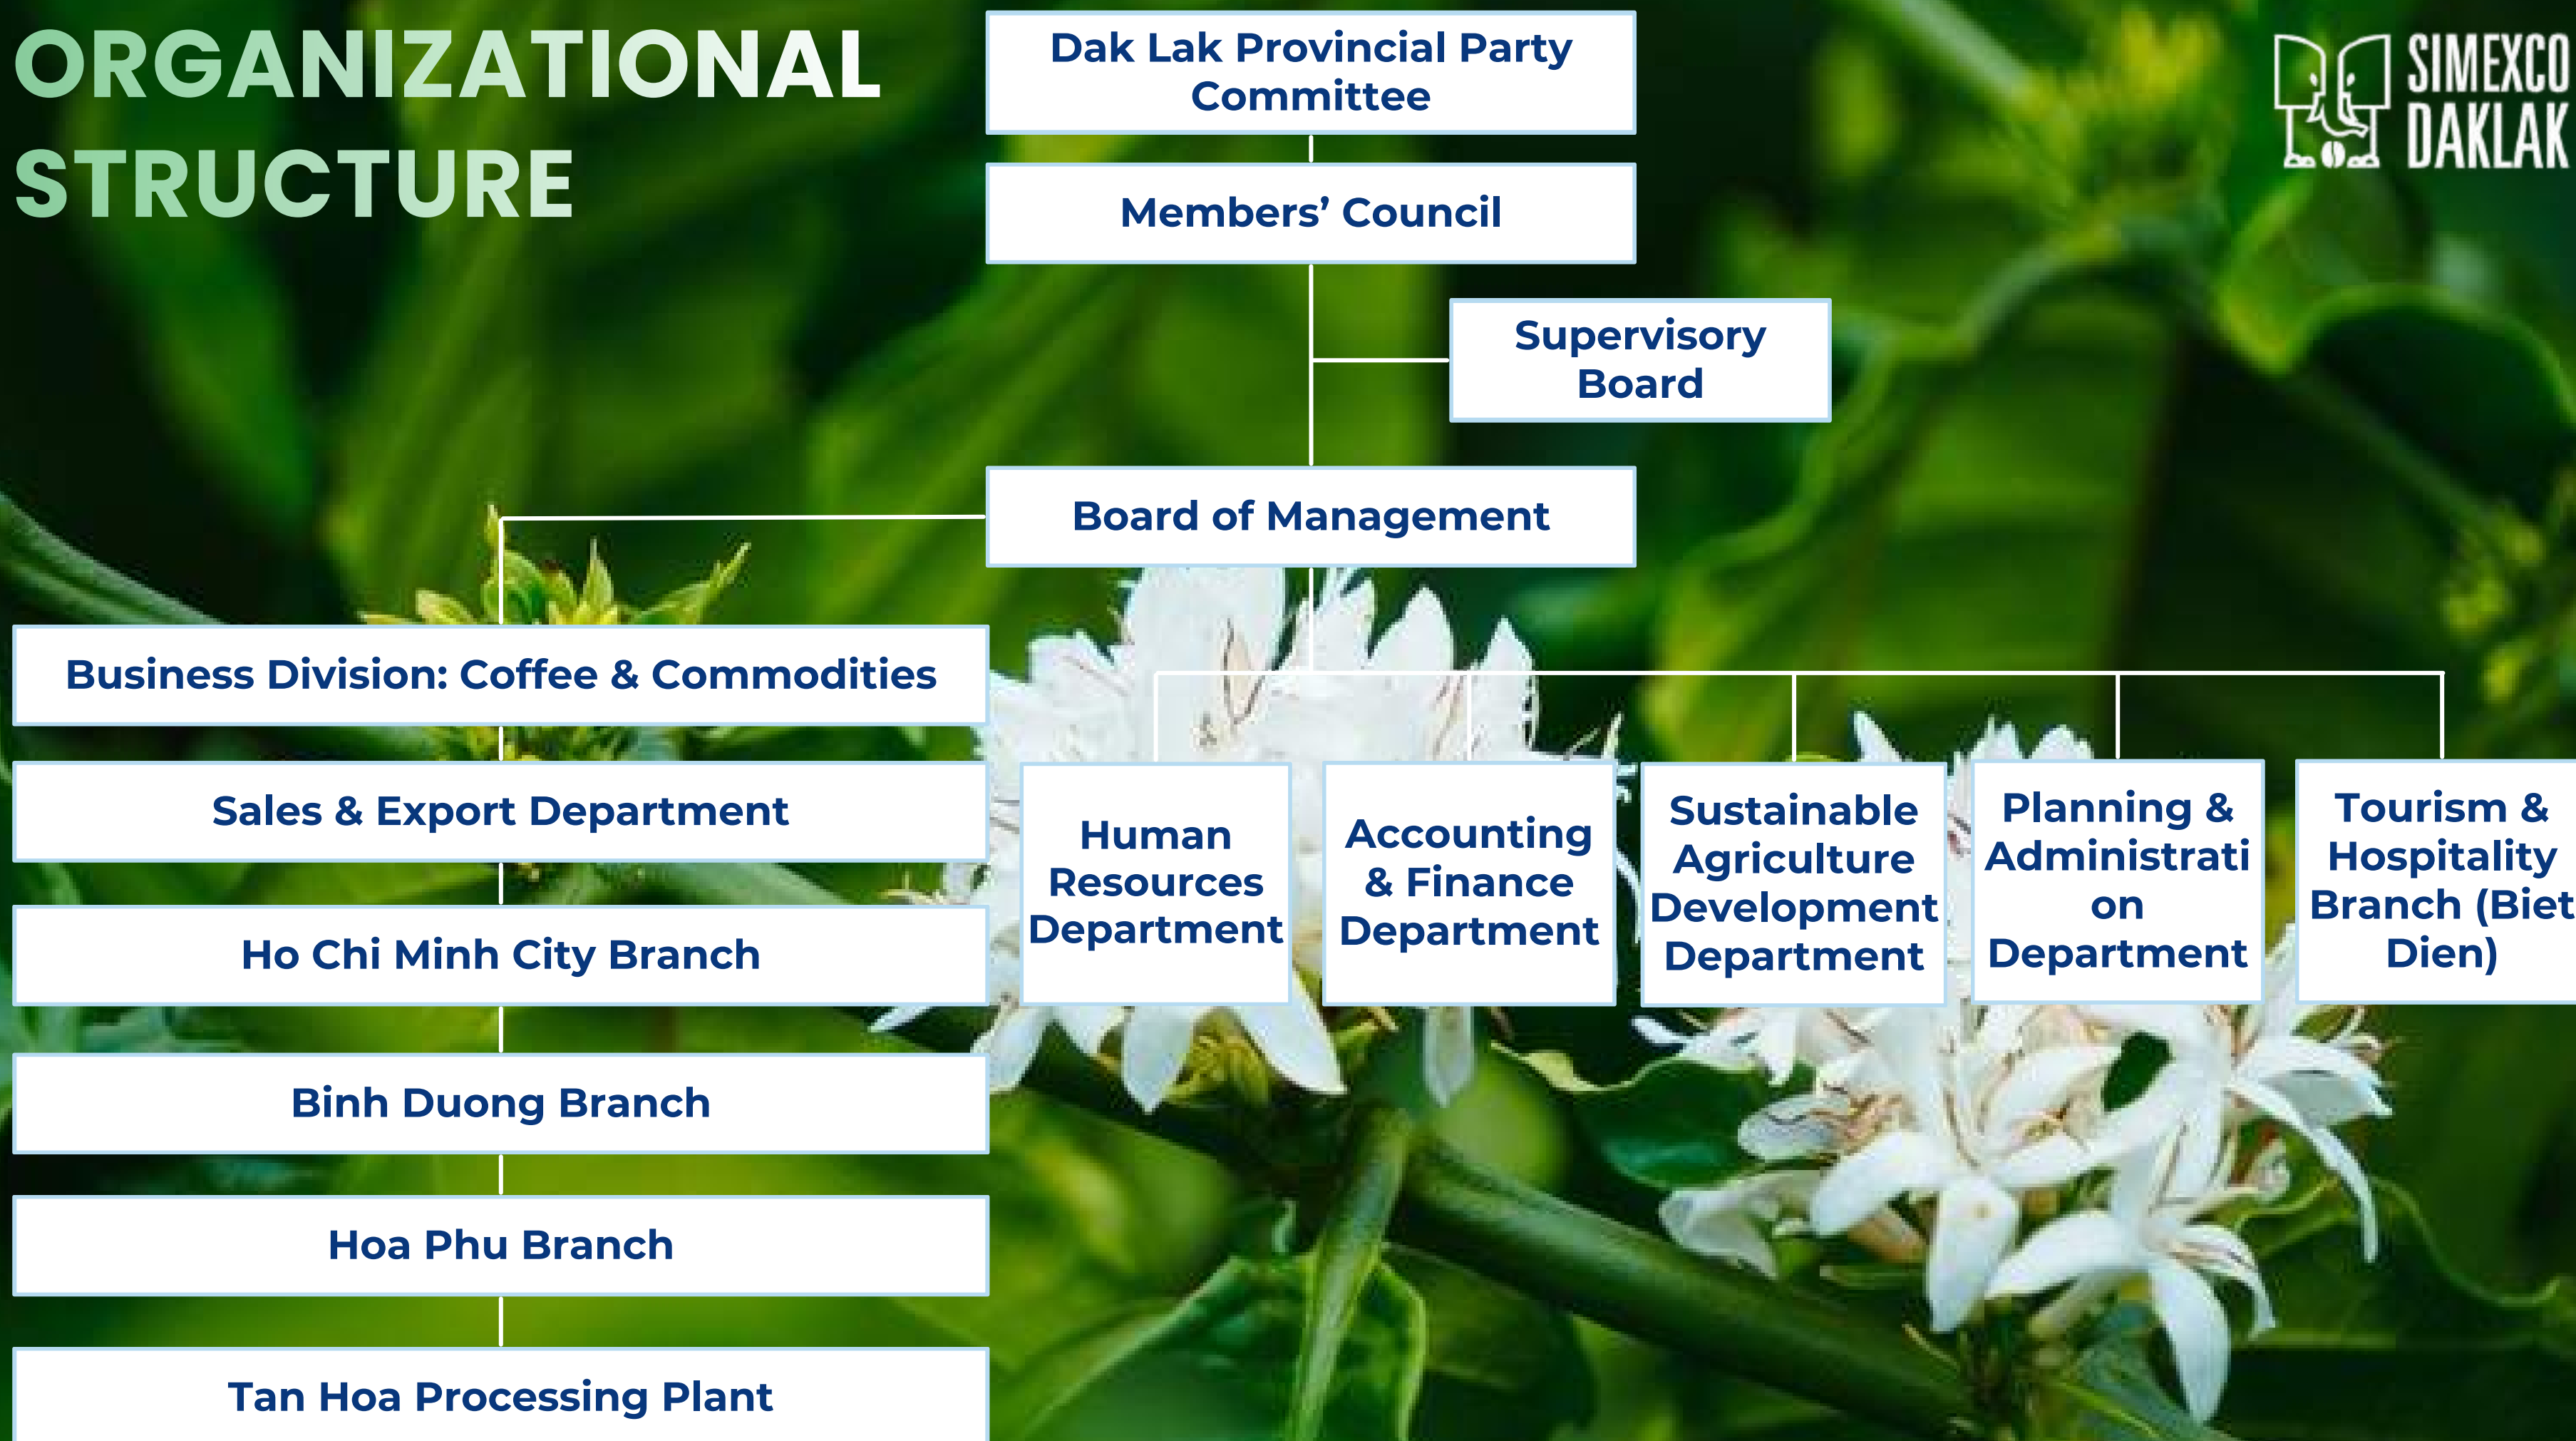 ORGANIZATIONAL
STRUCTURE
SIMEXCO
DAKLAK
Dak Lak Provincial Party
Committee
Members’ Council
Supervisory
Board
Board of Management
Business Division: Coffee & Commodities
Sales & Export Department
Ho Chi Minh City Branch
Binh Duong Branch
Hoa Phu Branch
Tan Hoa Processing Plant
Human
Resources
Department
Accounting
& Finance
Department
Sustainable
Agriculture
Development
Department
Planning &
Administrati
on
Department
Tourism &
Hospitality
Branch (Biet
Dien)